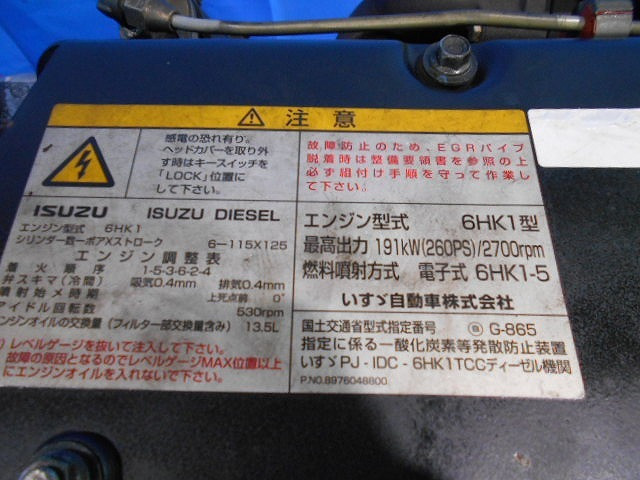 ⚠ 注意
感電の恐れ有り。
ヘッドカバーを取り外
す時はキースイッチを
「LOCK」位置に
して下さい。
故障防止のため、EGRパイプ
脱着時は整備要領書を参照の上
必ず締付け手順を守って作業し
て下さい。
ISUZU ISUZU DIESEL
エンジン型式 6HK1
シリンダー数ーボアXストローク 6-115X125
エンジン調整表
着火順序 1-5-3-6-2-4
弁スキマ(冷間) 吸気0.4mm 排気0.4mm
噴射始め時期 上死点前 0°
アイドル回転数 530rpm
エンジンオイルの交換量(フィルター部交換量含み) 13.5L
) レベルゲージを抜いて注入して下さい。
故障の原因となるのでレベルゲージMAX位置以上
にエンジンオイルを入れないで下さい。
エンジン型式 6HK1型
最高出力 191kW(260PS)/2700rpm
燃料噴射方式 電子式 6HK1-5
いすゞ自動車株式会社
国土交通省型式指定番号 G-865
指定に係る一酸化炭素等発散防止装置
いすゞPJ-IDC-6HK1TCCディーゼル機関
P.NO.8976048800